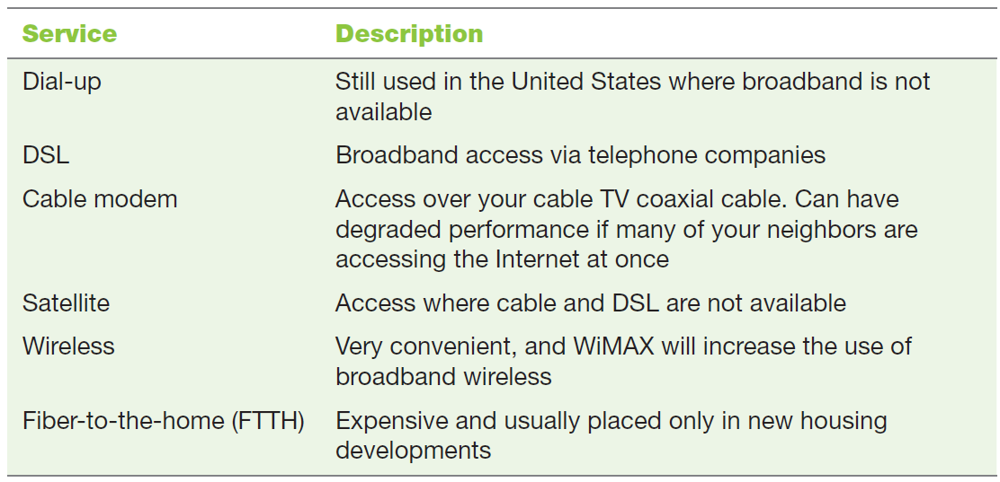 Service Description
Dial-up Still used in the United States where broadband is not
available
DSL Broadband access via telephone companies
Cable modem Access over your cable TV coaxial cable. Can have
degraded performance if many of your neighbors are
accessing the Internet at once
Satellite Access where cable and DSL are not available
Wireless Very convenient, and WiMAX will increase the use of
broadband wireless
Fiber-to-the-home (FTTH) Expensive and usually placed only in new housing
developments